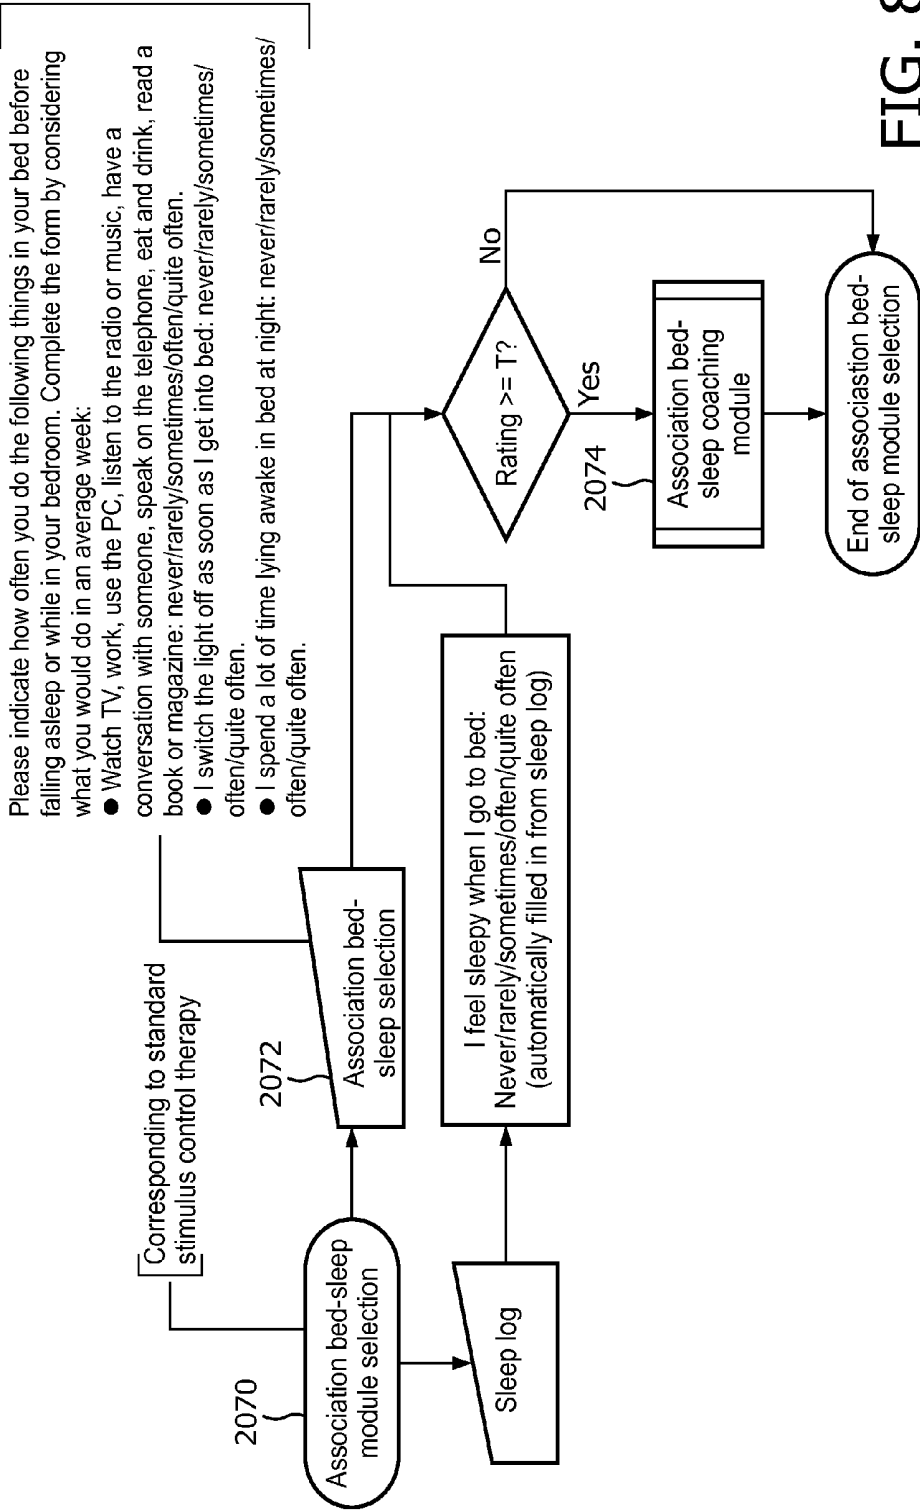 Please indicate how often you do the following things in your bed before
falling asleep or while in your bedroom. Complete the form by considering
what you would do in an average week:
● Watch TV, work, use the PC, listen to the radio or music, have a
conversation with someone, speak on the telephone, eat and drink, read a
book or magazine: never/rarely/sometimes/often/quite often.
● I switch the light off as soon as I get into bed: never/rarely/sometimes/
often/quite often.
● I spend a lot of time lying awake in bed at night: never/rarely/sometimes/
often/quite often.
Corresponding to standard
stimulus control therapy
2070
Association bed-sleep
module selection
2072
Association bed-
sleep selection
Sleep log
I feel sleepy when I go to bed:
Never/rarely/sometimes/often/quite often
(automatically filled in from sleep log)
Rating >= T?
No
Yes
2074
Association bed-
sleep coaching
module
End of associastion bed-
sleep module selection
FIG. 8